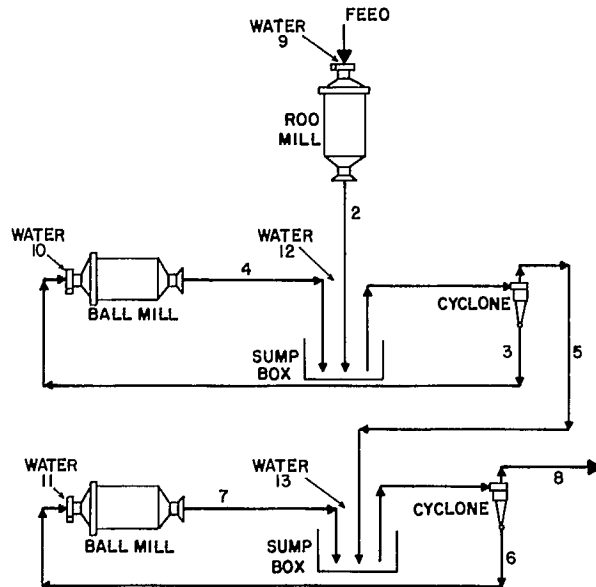 FEEO
WATER
9
ROO
MILL
2
WATER
10
4
WATER
12
BALL MILL
CYCLONE
SUMP
BOX
3
5
WATER
11
7
WATER
13
8
BALL MILL
CYCLONE
SUMP
BOX
6